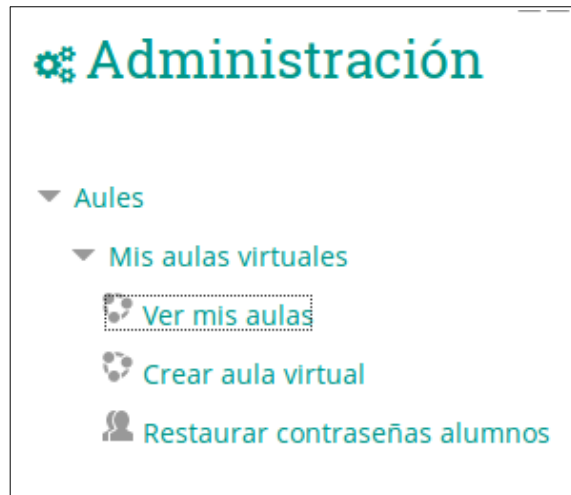 Administración
Aules
Mis aulas virtuales
Ver mis aulas
Crear aula virtual
Restaurar contraseñas alumnos